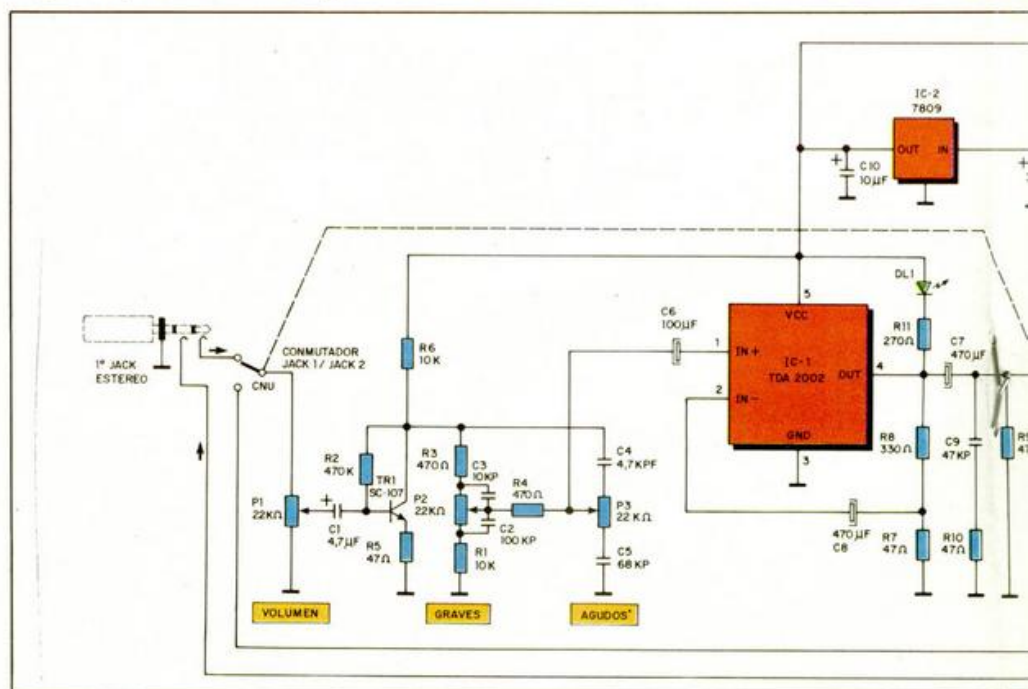 IC-2
7809
OUT IN
+
C10
10µF
+
DL1
1º JACK
ESTEREO
CONMUTADOR
JACK 1 / JACK 2
CNU
R6
10K
C6
100µF
5
VCC
1
IN+
IC-1
TDA 2002
OUT
4
2
IN-
GND
3
R11
270Ω
C7
470µF
R8
330Ω
C9
47KP
R2
470K
TR1
SC-107
R3
470Ω
C3
10KP
R4
470Ω
C4
4,7KPF
P1
22KΩ
+
C1
4,7µF
P2
22KΩ
C2
100KP
P3
22KΩ
R5
47Ω
R1
10K
C5
68KP
470µF
C8
R7
47Ω
R10
47Ω
VOLUMEN
GRAVES
AGUDOS